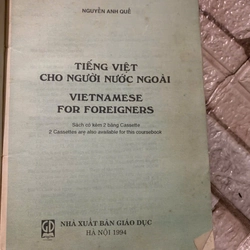 NGUYỄN ANH QUẾ
TIẾNG VIỆT
CHO NGƯỜI NƯỚC NGOÀI
VIETNAMESE
FOR FOREIGNERS
Sách có kèm 2 băng Cassette
2 Cassettes any also available for this coursebook
NHÀ XUẤT BẢN GIÁO DỤC
HÀ NỘI 1994